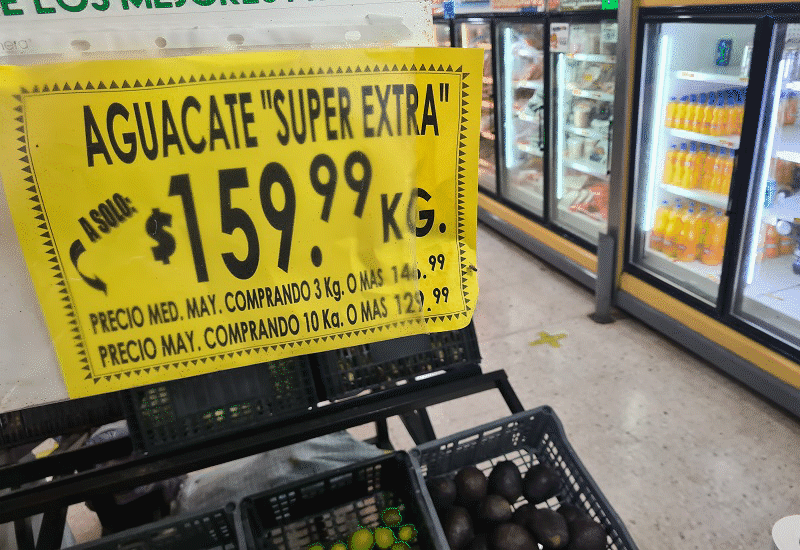 E LOS MEJORES
AGUACATE "SUPER EXTRA"
A SOLO:
$159.99 KG.
PRECIO MED. MAY. COMPRANDO 3 Kg. O MAS 14 .99
PRECIO MAY. COMPRANDO 10 Kg. O MAS 129.99